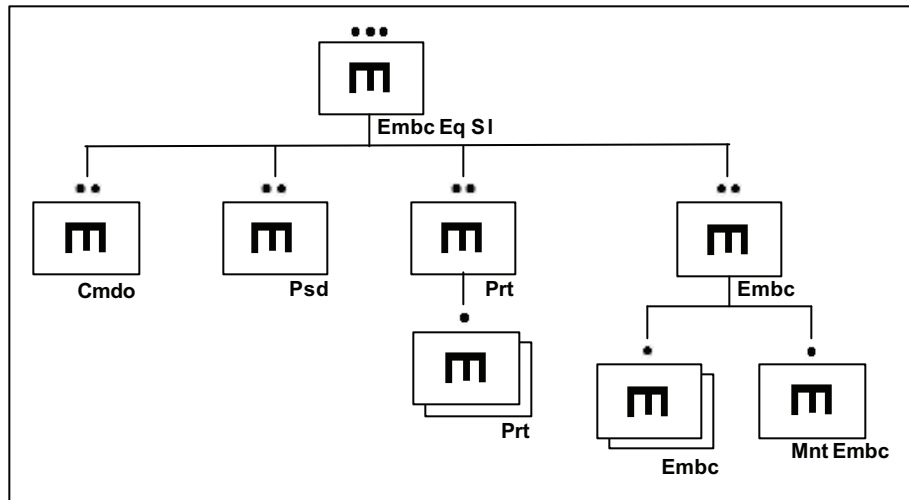 Embc Eq Sl
Cmdo
Psd
Prt
Embc
Prt
Embc
Mnt Embc